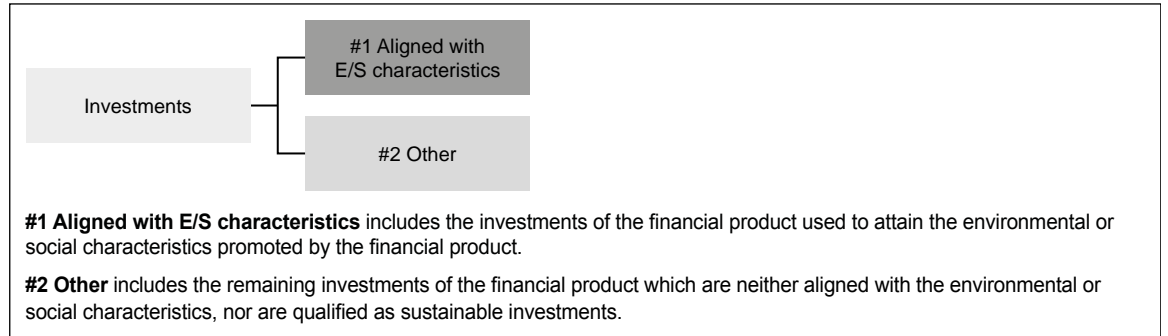 #1 Aligned with
E/S characteristics
Investments
#2 Other
#1 Aligned with E/S characteristics includes the investments of the financial product used to attain the environmental or
social characteristics promoted by the financial product.
#2 Other includes the remaining investments of the financial product which are neither aligned with the environmental or
social characteristics, nor are qualified as sustainable investments.